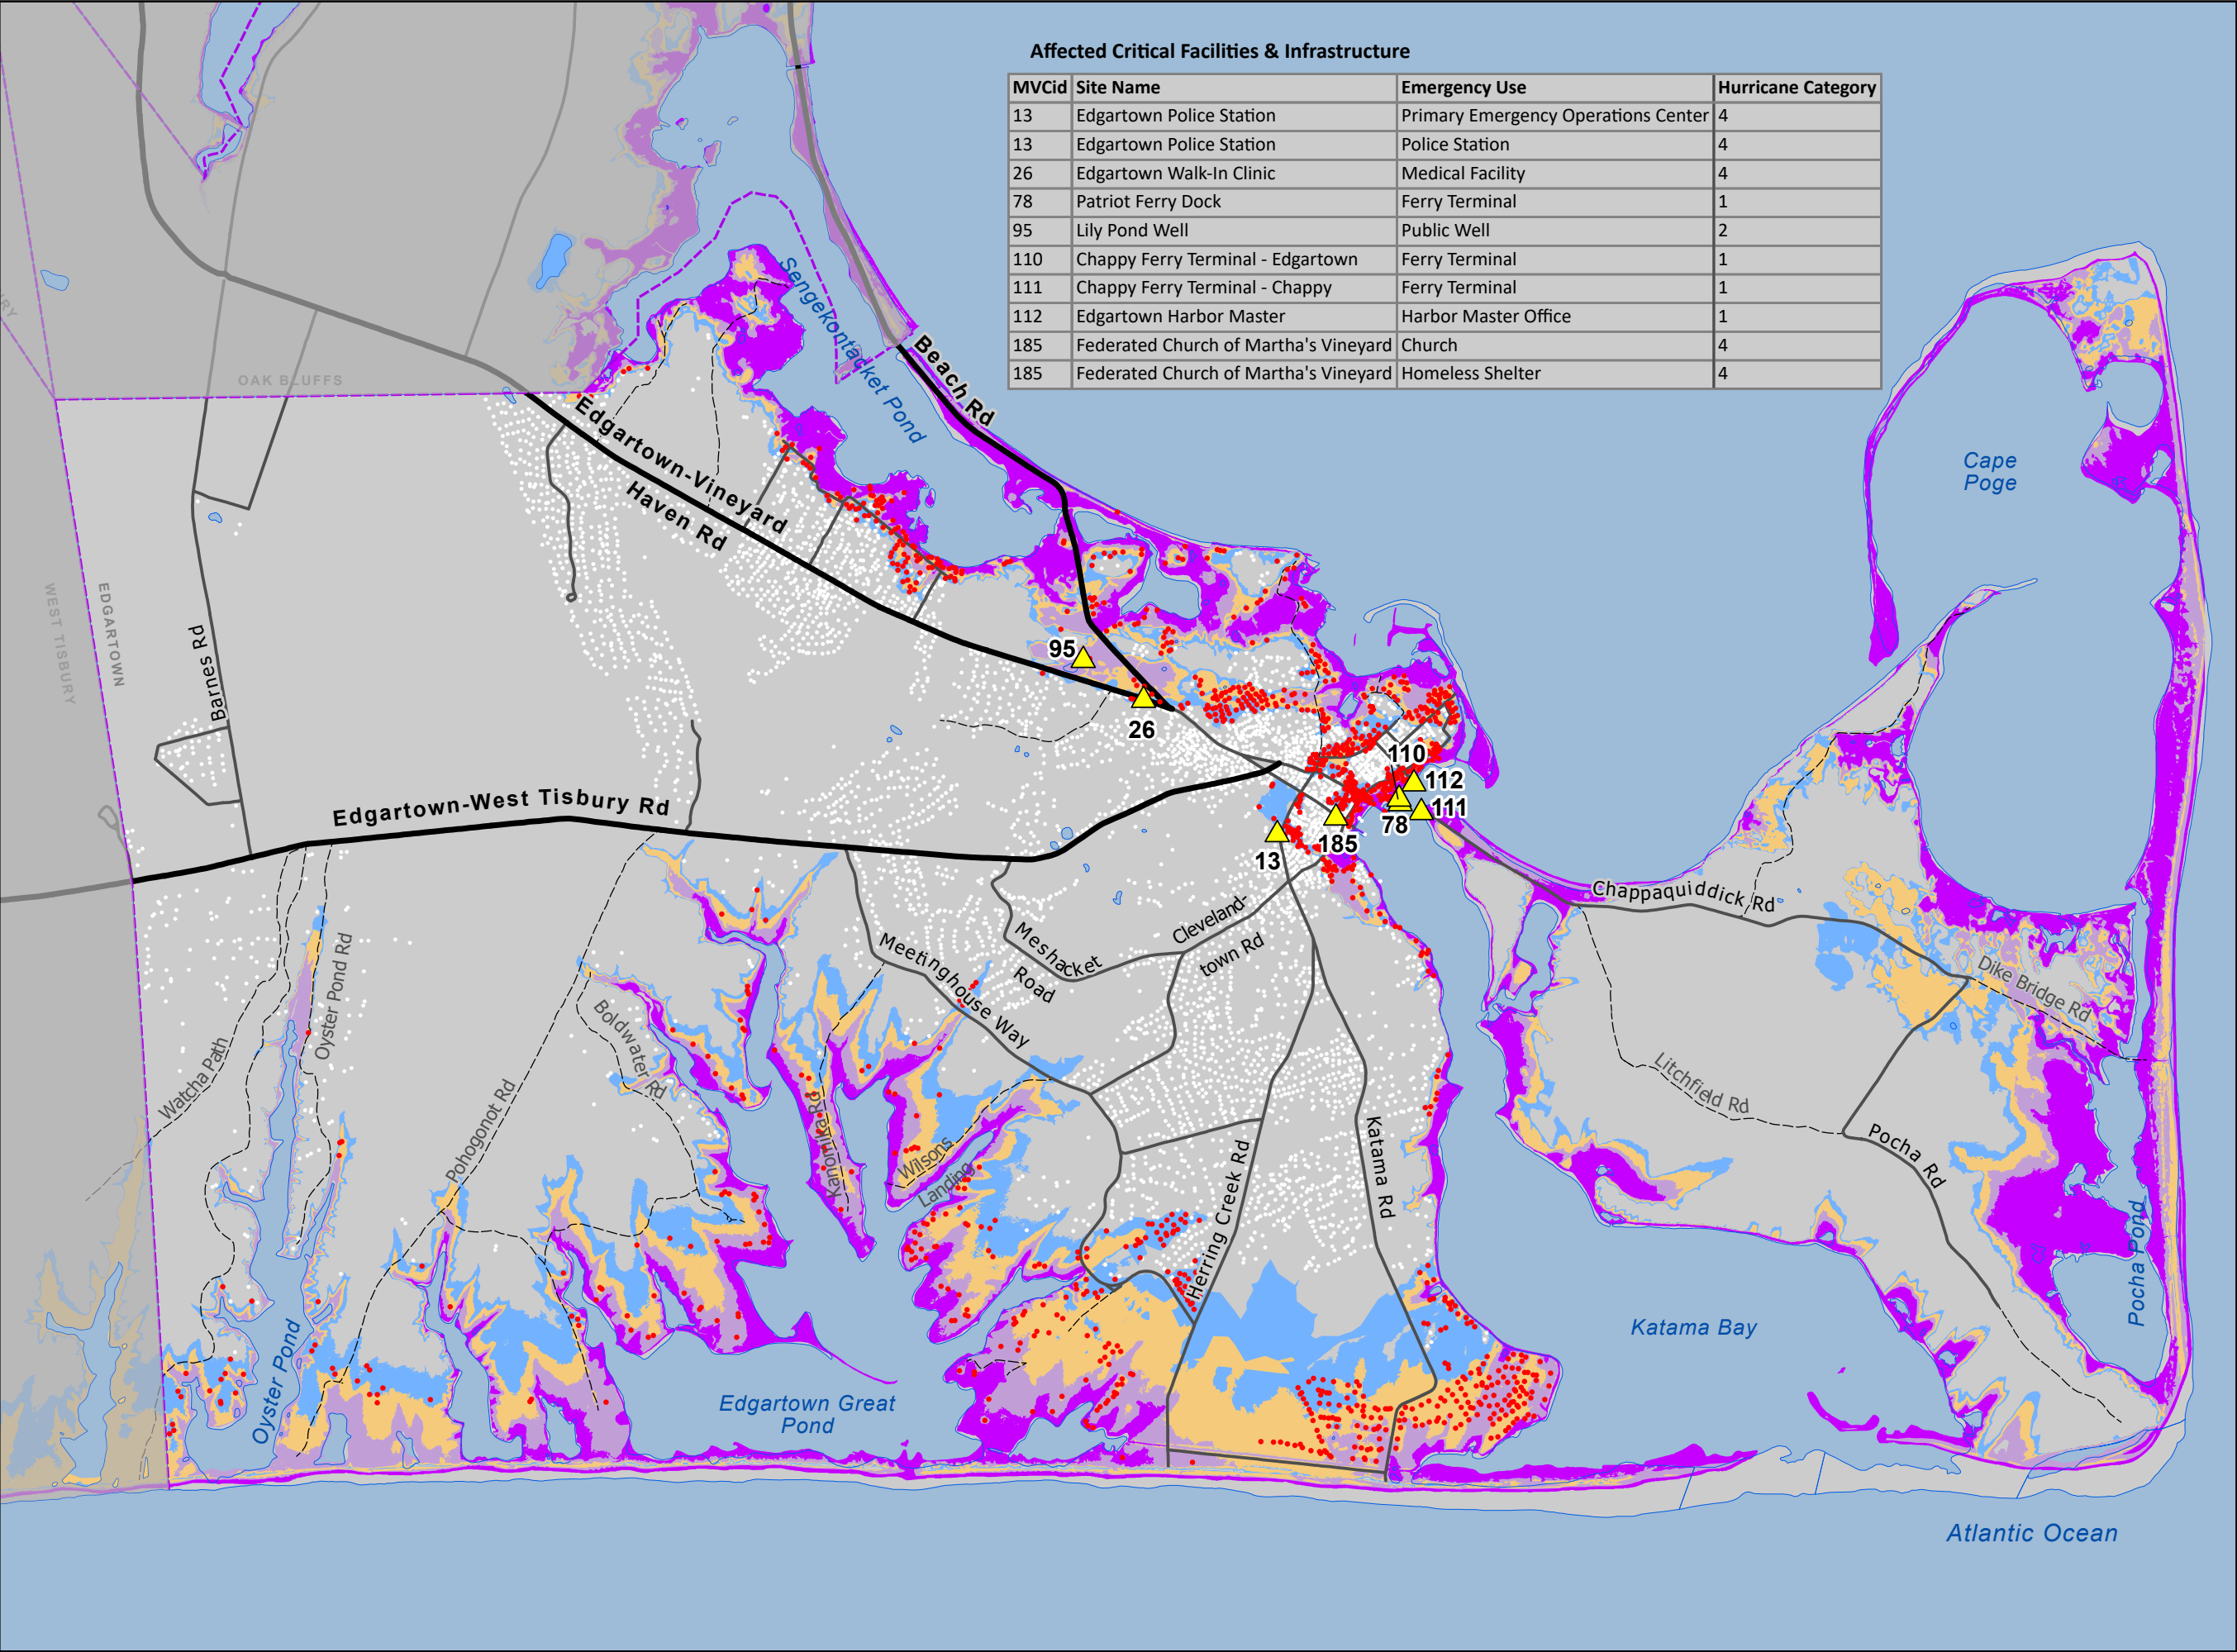 Affected Critical Facilities & Infrastructure
MVCid Site Name Emergency Use Hurricane Category
13 Edgartown Police Station Primary Emergency Operations Center 4
13 Edgartown Police Station Police Station 4
26 Edgartown Walk-In Clinic Medical Facility 4
78 Patriot Ferry Dock Ferry Terminal 1
95 Lily Pond Well Public Well 2
110 Chappy Ferry Terminal - Edgartown Ferry Terminal 1
111 Chappy Ferry Terminal - Chappy Ferry Terminal 1
112 Edgartown Harbor Master Harbor Master Office 1
185 Federated Church of Martha's Vineyard Church 4
185 Federated Church of Martha's Vineyard Homeless Shelter 4
Sengekontacket Pond
Beach Rd
OAK BLUFFS
Edgartown-Vineyard
Haven Rd
Cape
Poge
WEST TISBURY
EDGARTOWN
Barnes Rd
95
26
110
112
111
78
185
13
Edgartown-West Tisbury Rd
Chappaquiddick Rd
Dike Bridge Rd
Cleveland-
town Rd
Meshacket
Road
Meetinghouse Way
Oyster Pond Rd
Boldwater Rd
Watcha Path
Pohogonot Rd
Kanomika Rd
Wilsons
Landing
Litchfield Rd
Pocha Rd
Katama Rd
Herring Creek Rd
Pocha Pond
Katama Bay
Oyster Pond
Edgartown Great
Pond
Atlantic Ocean